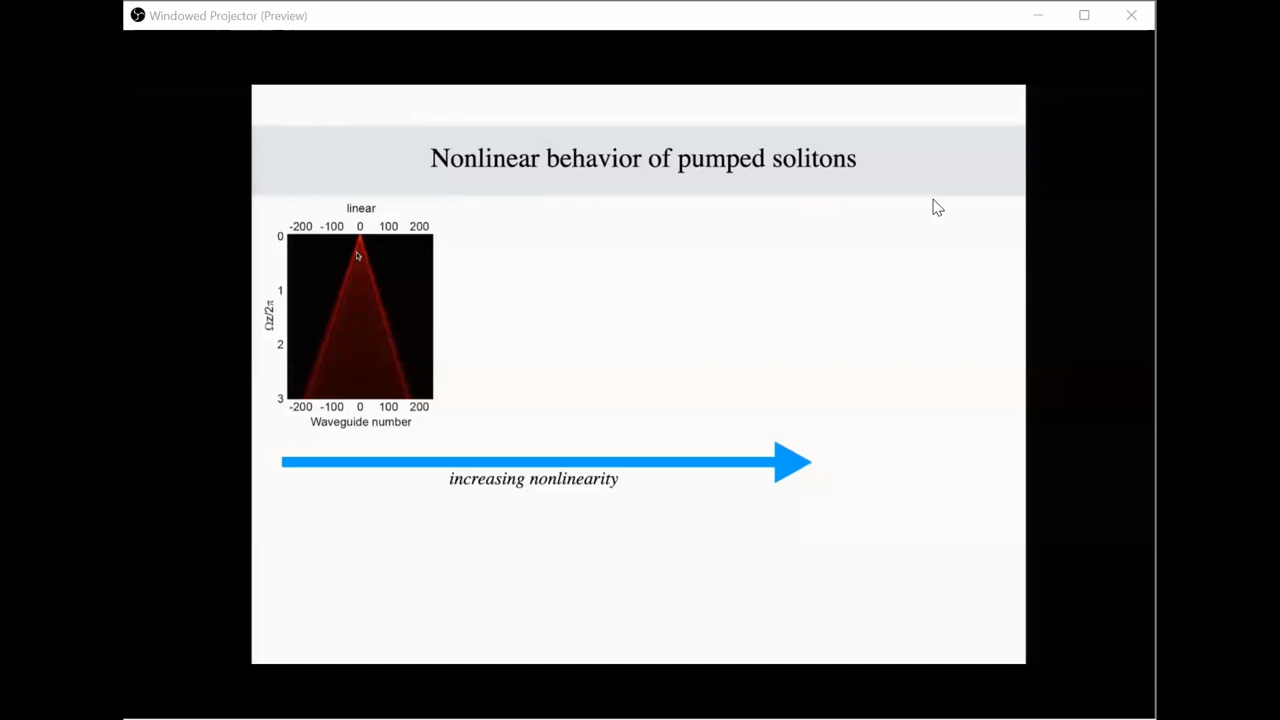 Windowed Projector (Preview)
Nonlinear behavior of pumped solitons
linear
-200 -100 0 100 200
0
1
2
3
Ωz/2π
-200 -100 0 100 200
Waveguide number
increasing nonlinearity